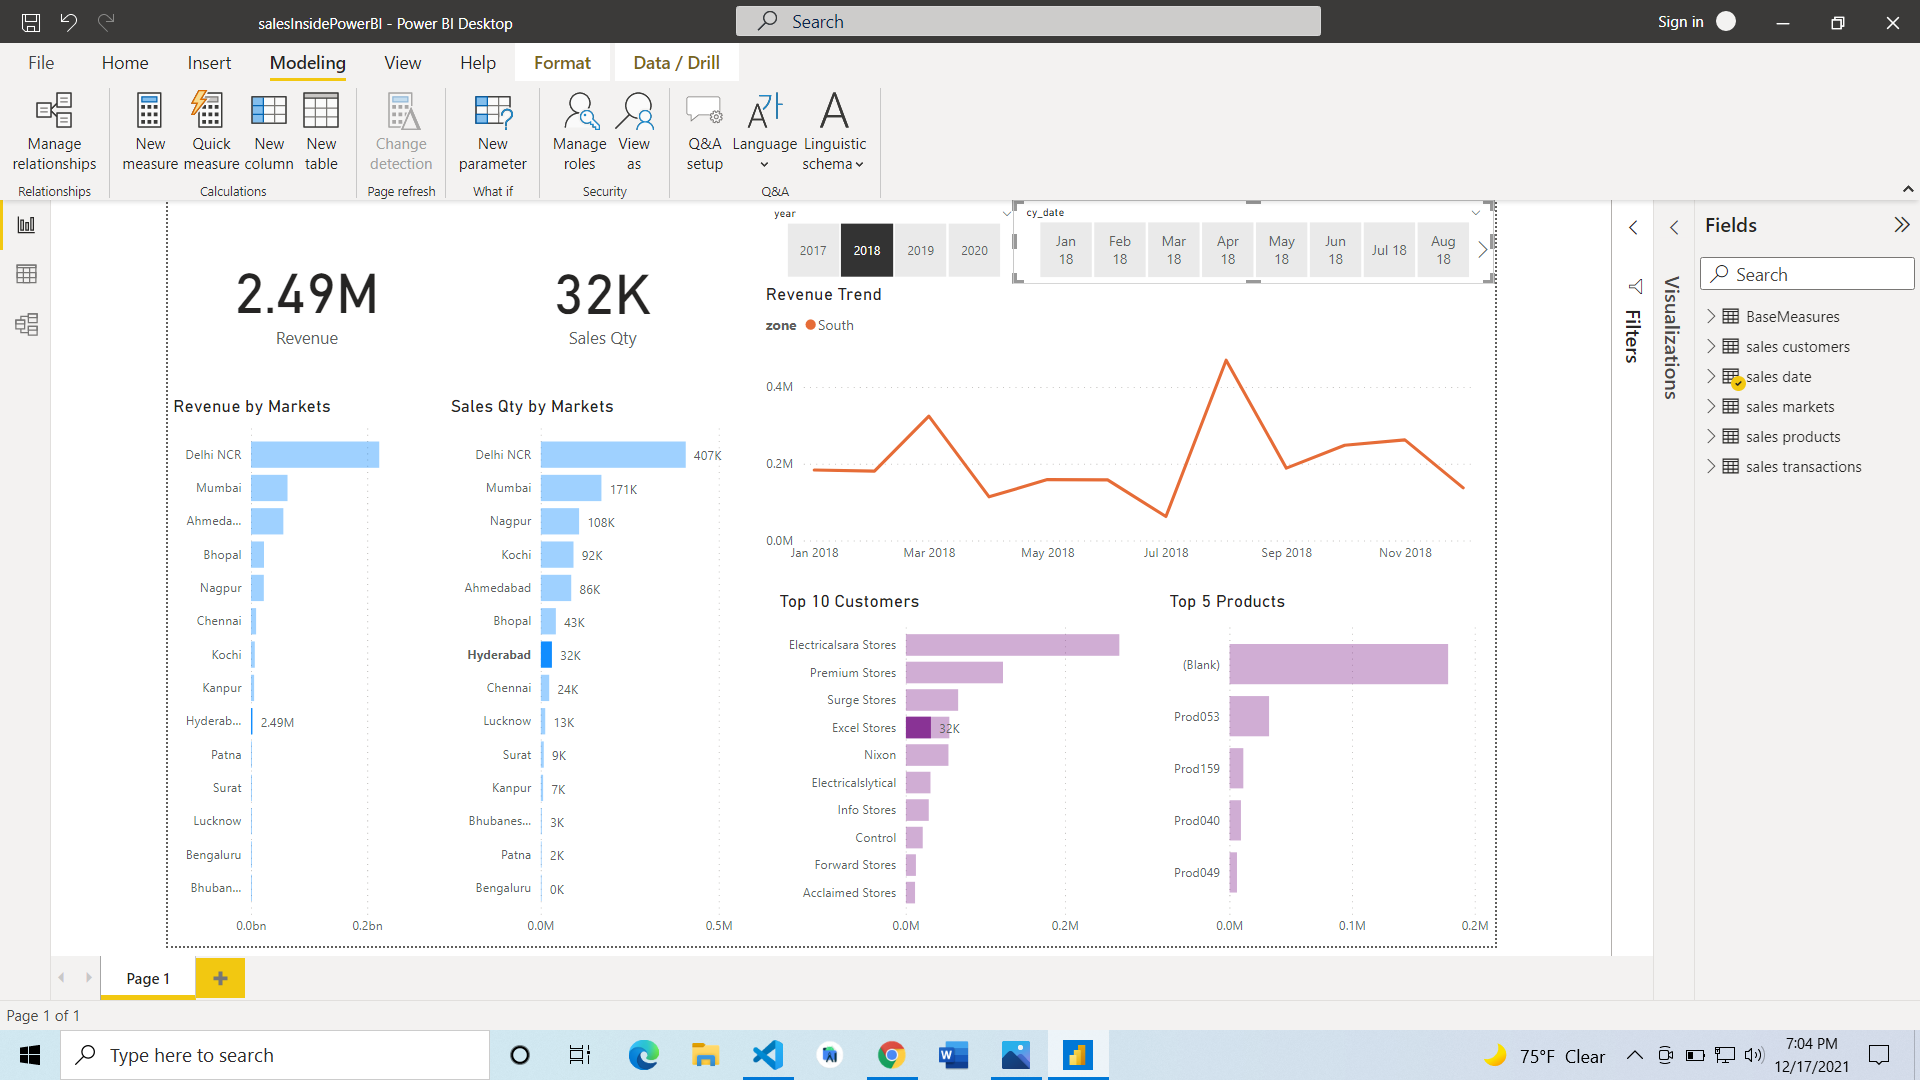 salesInsidePowerBI - Power BI Desktop
Search
Sign in
File Home Insert Modeling View Help Format Data / Drill
Manage relationships
New measure
Quick measure
New column
New table
Change detection
New parameter
Manage roles
View as
Q&A setup
Language
Linguistic schema
Relationships
Calculations
Page refresh
What if
Security
Q&A
year
2017 2018 2019 2020
cy_date
Jan 18
Feb 18
Mar 18
Apr 18
May 18
Jun 18
Jul 18
Aug 18
2.49M
Revenue
32K
Sales Qty
Revenue Trend
zone South
0.4M
0.2M
0.0M
Jan 2018 Mar 2018 May 2018 Jul 2018 Sep 2018 Nov 2018
Revenue by Markets
Delhi NCR
Mumbai
Ahmeda...
Bhopal
Nagpur
Chennai
Kochi
Kanpur
Hyderab... 2.49M
Patna
Surat
Lucknow
Bengaluru
Bhuban...
0.0bn 0.2bn
Sales Qty by Markets
Delhi NCR 407K
Mumbai 171K
Nagpur 108K
Kochi 92K
Ahmedabad 86K
Bhopal 43K
Hyderabad 32K
Chennai 24K
Lucknow 13K
Surat 9K
Kanpur 7K
Bhubanes... 3K
Patna 2K
Bengaluru 0K
0.0M 0.5M
Top 10 Customers
Electricalsara Stores
Premium Stores
Surge Stores
Excel Stores 32K
Nixon
Electricalslytical
Info Stores
Control
Forward Stores
Acclaimed Stores
0.0M 0.2M
Top 5 Products
(Blank)
Prod053
Prod159
Prod040
Prod049
0.0M 0.1M 0.2M
Filters
Visualizations
Fields
Search
BaseMeasures
sales customers
sales date
sales markets
sales products
sales transactions
Page 1
Page 1 of 1
Type here to search
75°F Clear
7:04 PM
12/17/2021